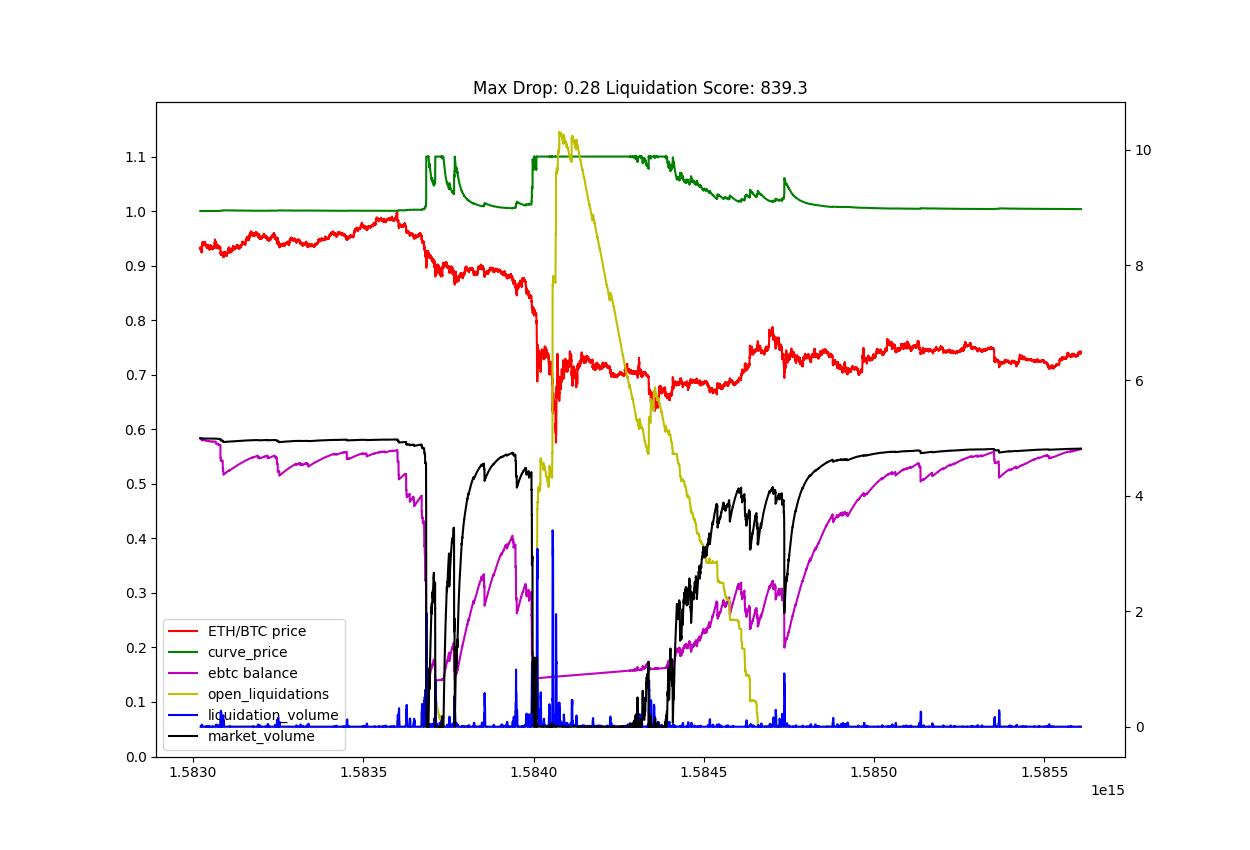 Max Drop: 0.28 Liquidation Score: 839.3
1.1
1.0
0.9
0.8
0.7
0.6
0.5
0.4
0.3
0.2
0.1
0.0
10
8
6
4
2
0
ETH/BTC price
curve_price
ebtc balance
open_liquidations
liquidation_volume
market_volume
1.5830 1.5835 1.5840 1.5845 1.5850 1.5855
1e15